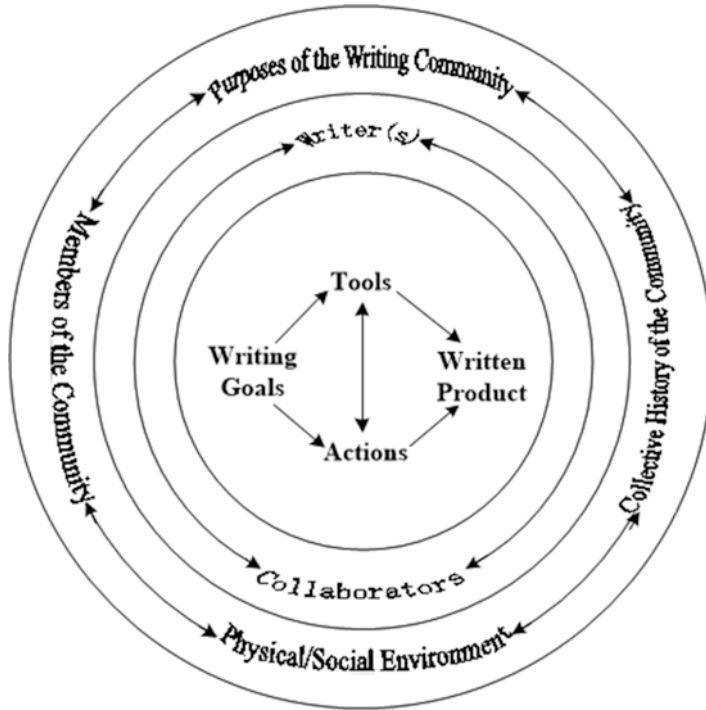 Purposes of the Writing Community
Writer(s)
Members of the Community
Collective History of the Community
Tools
Writing
Goals
Written
Product
Actions
Collaborators
Physical/Social Environment